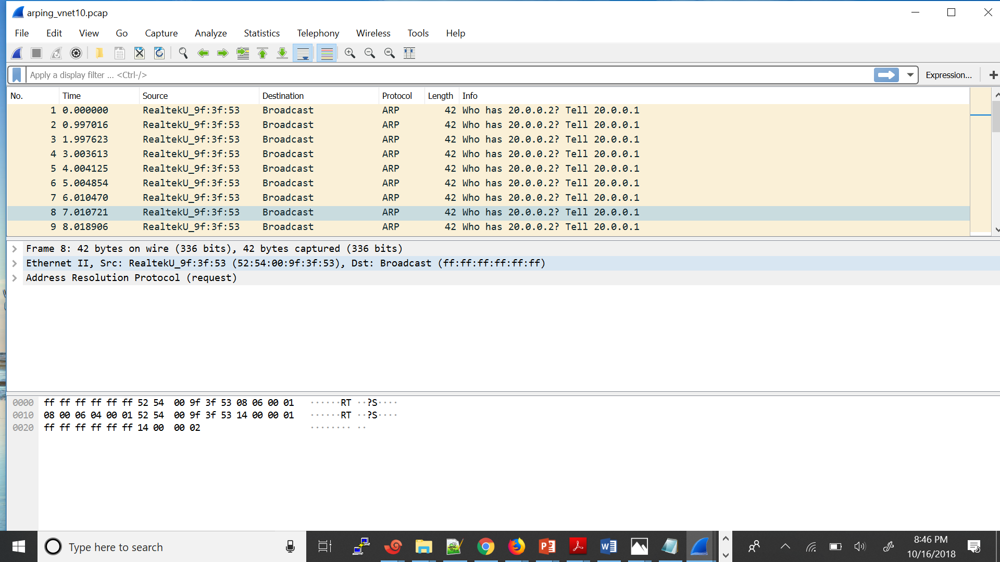 arping_vnet10.pcap
File Edit View Go Capture Analyze Statistics Telephony Wireless Tools Help
Apply a display filter ... <Ctrl-/> Expression... +
No. Time Source Destination Protocol Length Info
1 0.000000 RealtekU_9f:3f:53 Broadcast ARP 42 Who has 20.0.0.2? Tell 20.0.0.1
2 0.997016 RealtekU_9f:3f:53 Broadcast ARP 42 Who has 20.0.0.2? Tell 20.0.0.1
3 1.997623 RealtekU_9f:3f:53 Broadcast ARP 42 Who has 20.0.0.2? Tell 20.0.0.1
4 3.003613 RealtekU_9f:3f:53 Broadcast ARP 42 Who has 20.0.0.2? Tell 20.0.0.1
5 4.004125 RealtekU_9f:3f:53 Broadcast ARP 42 Who has 20.0.0.2? Tell 20.0.0.1
6 5.004854 RealtekU_9f:3f:53 Broadcast ARP 42 Who has 20.0.0.2? Tell 20.0.0.1
7 6.010470 RealtekU_9f:3f:53 Broadcast ARP 42 Who has 20.0.0.2? Tell 20.0.0.1
8 7.010721 RealtekU_9f:3f:53 Broadcast ARP 42 Who has 20.0.0.2? Tell 20.0.0.1
9 8.018906 RealtekU_9f:3f:53 Broadcast ARP 42 Who has 20.0.0.2? Tell 20.0.0.1
Frame 8: 42 bytes on wire (336 bits), 42 bytes captured (336 bits)
Ethernet II, Src: RealtekU_9f:3f:53 (52:54:00:9f:3f:53), Dst: Broadcast (ff:ff:ff:ff:ff:ff)
Address Resolution Protocol (request)
0000 ff ff ff ff ff ff 52 54 00 9f 3f 53 08 06 00 01 ······RT ··?S····
0010 08 00 06 04 00 01 52 54 00 9f 3f 53 14 00 00 01 ······RT ··?S····
0020 ff ff ff ff ff ff 14 00 00 02 ········ ··
Type here to search
8:46 PM
10/16/2018